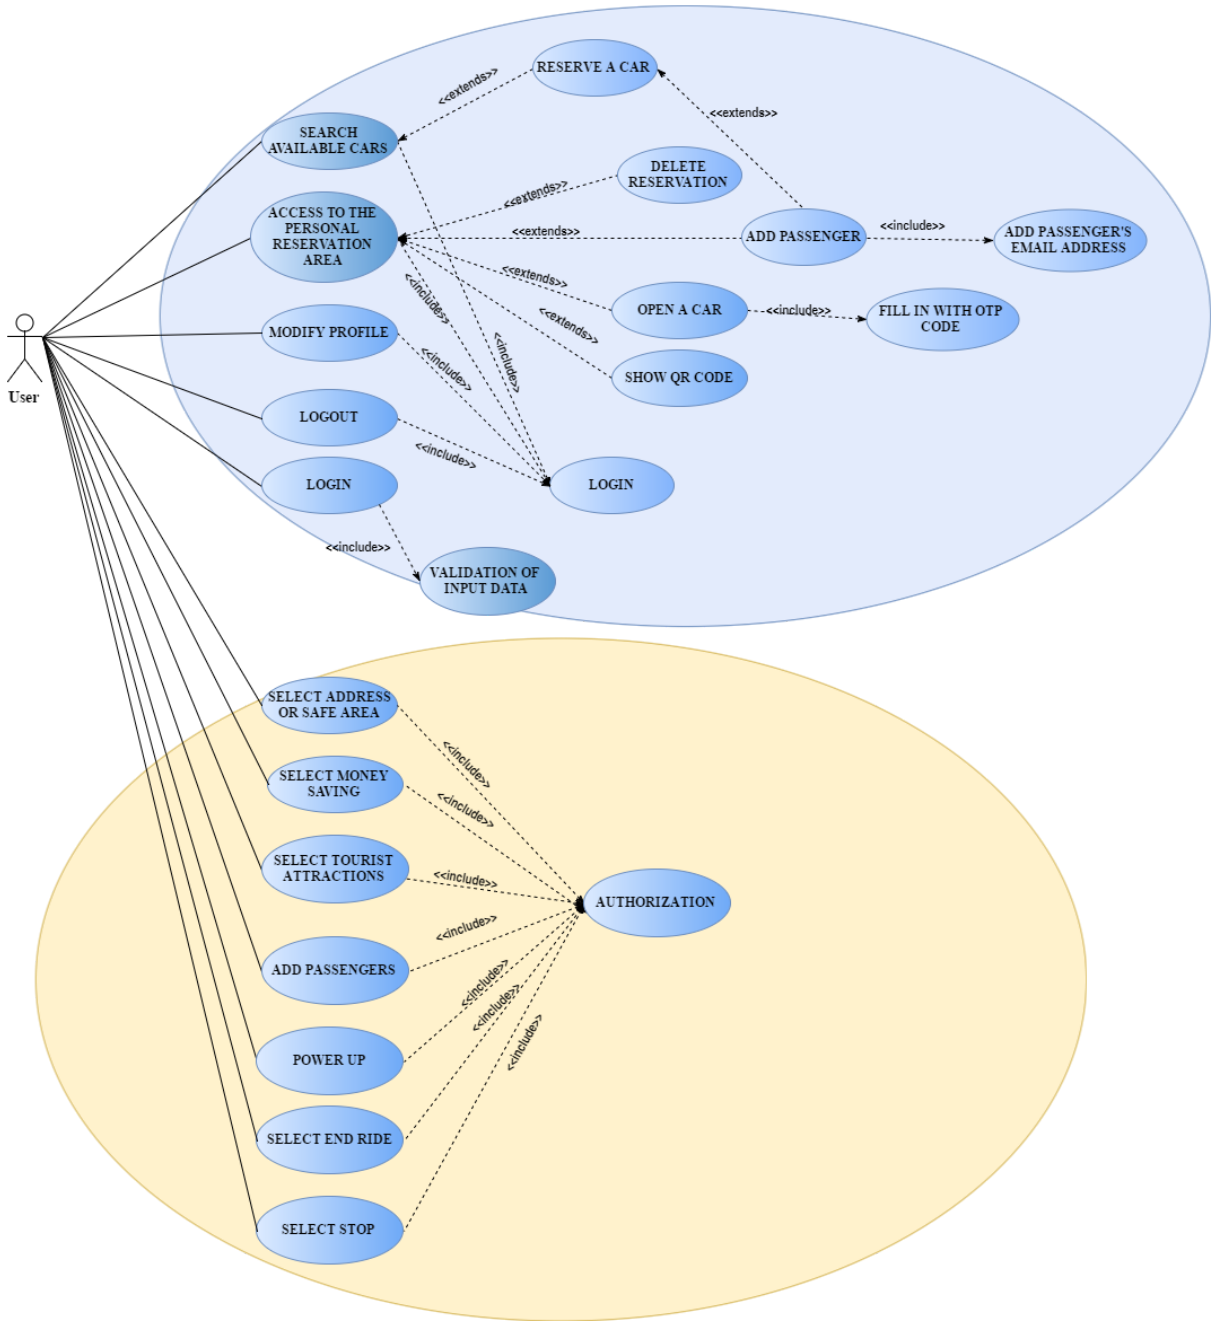 RESERVE A CAR
<<extends>>
<<extends>>
SEARCH
AVAILABLE CARS
DELETE
RESERVATION
<<extends>>
ACCESS TO THE
PERSONAL
RESERVATION
AREA
<<extends>>
ADD PASSENGER
<<include>>
ADD PASSENGER'S
EMAIL ADDRESS
<<extends>>
<<include>>
OPEN A CAR
<<include>>
FILL IN WITH OTP
CODE
<<extends>>
MODIFY PROFILE
<<include>>
<<include>>
SHOW QR CODE
User
LOGOUT
<<include>>
LOGIN
LOGIN
<<include>>
VALIDATION OF
INPUT DATA
SELECT ADDRESS
OR SAFE AREA
<<include>>
SELECT MONEY
SAVING
<<include>>
SELECT TOURIST
ATTRACTIONS
<<include>>
AUTHORIZATION
<<include>>
ADD PASSENGERS
<<include>>
<<include>>
<<include>>
POWER UP
SELECT END RIDE
SELECT STOP